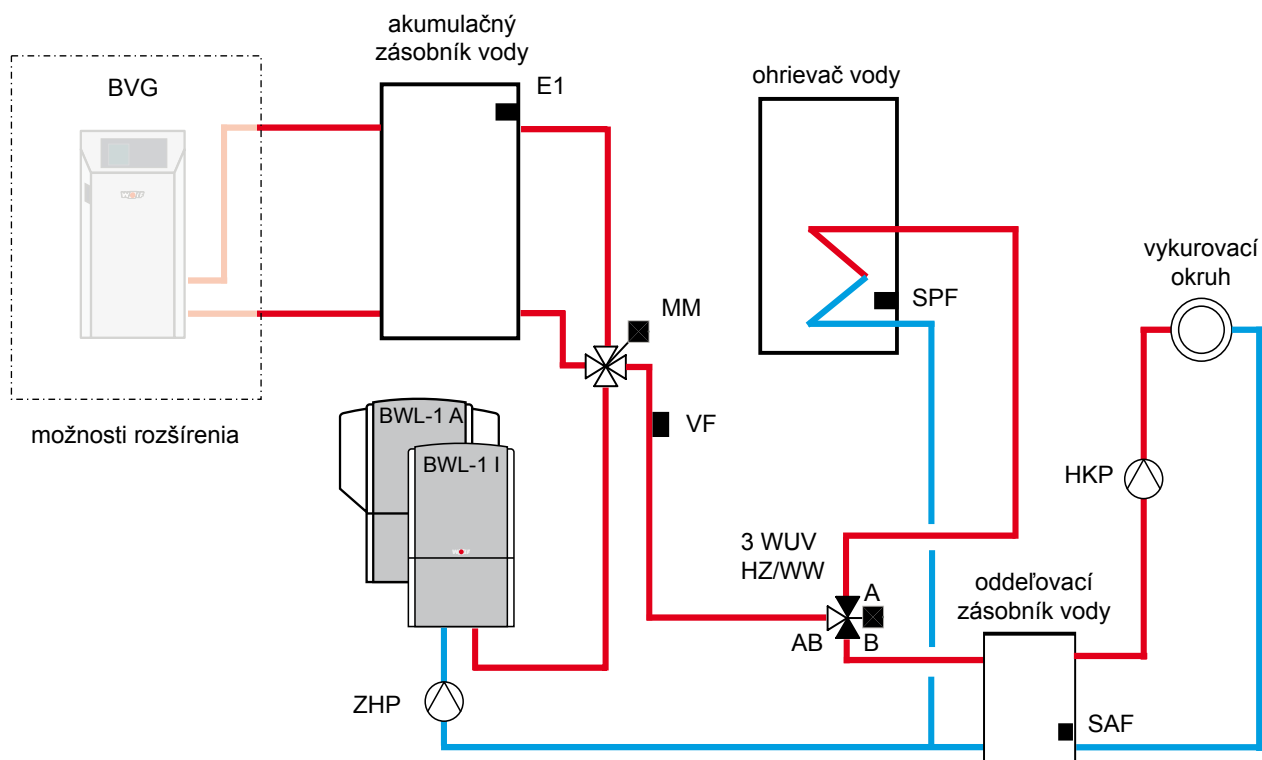 akumulačný
zásobník vody
BVG
E1
ohrievač vody
MM
SPF
vykurovací
okruh
možnosti rozšírenia
BWL-1 A
BWL-1 I
VF
HKP
3 WUV
HZ/WW
A
AB
B
oddeľovací
zásobník vody
ZHP
SAF